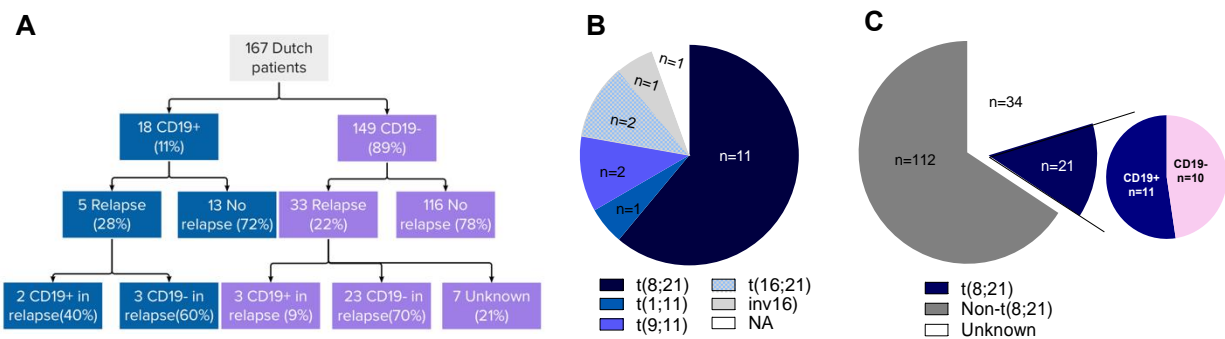 A
167 Dutch
patients
18 CD19+
(11%)
149 CD19-
(89%)
5 Relapse
(28%)
13 No
relapse (72%)
33 Relapse
(22%)
116 No
relapse (78%)
2 CD19+ in
relapse(40%)
3 CD19- in
relapse(60%)
3 CD19+ in
relapse (9%)
23 CD19- in
relapse(70%)
7 Unknown
(21%)
B
n=1
n=1
n=2
n=2
n=1
n=11
t(8;21)
t(1;11)
t(9;11)
t(16;21)
inv16)
NA
C
n=34
n=112
n=21
CD19+
n=11
CD19-
n=10
t(8;21)
Non-t(8;21)
Unknown